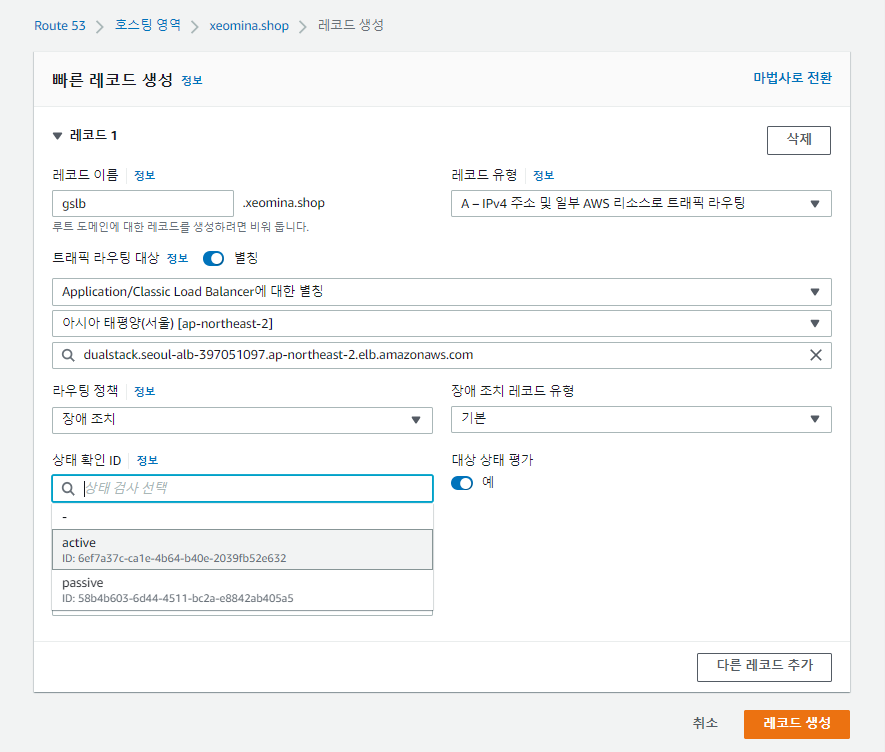 Route 53 > 호스팅 영역 > xeomina.shop > 레코드 생성
빠른 레코드 생성 정보
마법사로 전환
▼ 레코드 1
삭제
레코드 이름 정보
gslb
.xeomina.shop
루트 도메인에 대한 레코드를 생성하려면 비워 둡니다.
레코드 유형 정보
A – IPv4 주소 및 일부 AWS 리소스로 트래픽 라우팅
트래픽 라우팅 대상 정보 별칭
Application/Classic Load Balancer에 대한 별칭
아시아 태평양(서울) [ap-northeast-2]
dualstack.seoul-alb-397051097.ap-northeast-2.elb.amazonaws.com
라우팅 정책 정보
장애 조치
장애 조치 레코드 유형
기본
상태 확인 ID 정보
상태 검사 선택
-
active
ID: 6ef7a37c-ca1e-4b64-b40e-2039fb52e632
passive
ID: 58b4b603-6d44-4511-bc2a-e8842ab405a5
대상 상태 평가
예
다른 레코드 추가
취소
레코드 생성